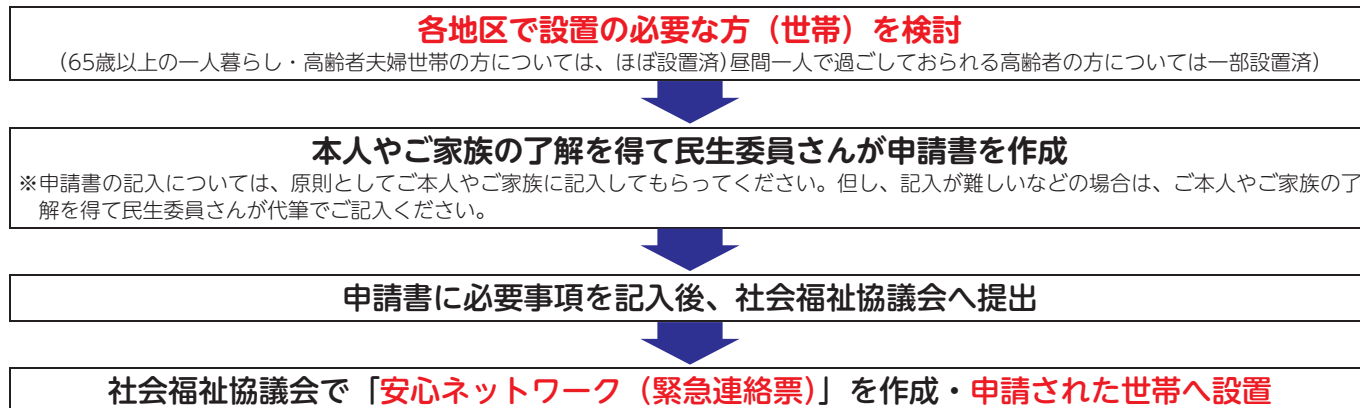 各地区で設置の必要な方（世帯）を検討
（65歳以上の一人暮らし・高齢者夫婦世帯の方については、ほぼ設置済)昼間一人で過ごしておられる高齢者の方については一部設置済）
本人やご家族の了解を得て民生委員さんが申請書を作成
※申請書の記入については、原則としてご本人やご家族に記入してもらってください。但し、記入が難しいなどの場合は、ご本人やご家族の了
解を得て民生委員さんが代筆でご記入ください。
申請書に必要事項を記入後、社会福祉協議会へ提出
社会福祉協議会で「安心ネットワーク（緊急連絡票)」を作成・申請された世帯へ設置